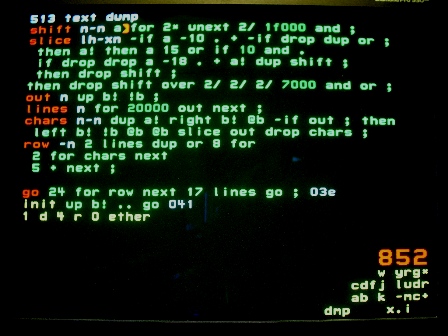 513 text dump
shift n-n a for 2* unext 2/ 1f000 and ;
slice lh-xn -if a -10 . + -if drop dup or ;
then a! then a 15 or if 10 and .
if drop drop a -18 . + a! dup shift ;
then drop shift ;
then drop shift over 2/ 2/ 2/ 7000 and or ;
out n up b! !b ;
lines n for 20000 out next ;
chars n-n dup a! right b! @b -if out ; then
left b! !b @b @b slice out drop chars ;
row -n 2 lines dup or 8 for
2 for chars next
5 + next ;
go 24 for row next 17 lines go ; 03e
init up b! .. go 041
1 d 4 r 0 ether
852
w yrg*
cdfj ludr
ab k -mc+
dmp x.i